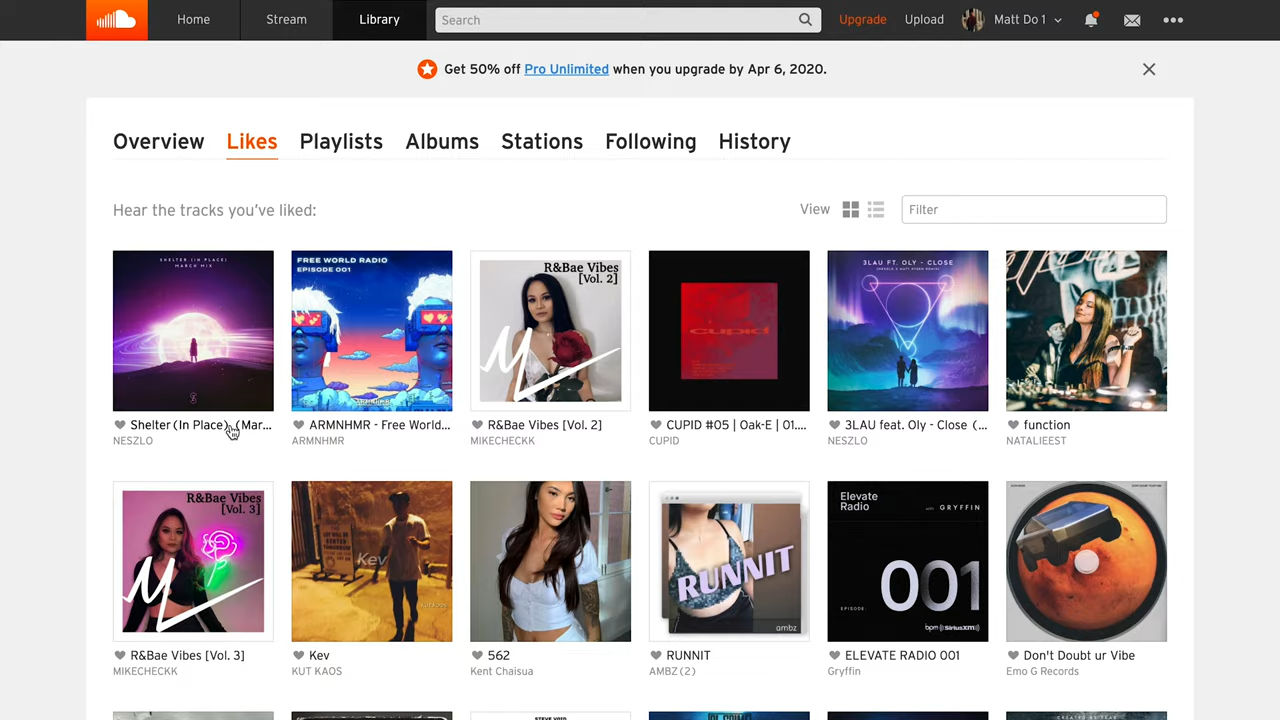 Home
Stream
Library
Search
Upgrade
Upload
Matt Do 1
Get 50% off Pro Unlimited when you upgrade by Apr 6, 2020.
Overview
Likes
Playlists
Albums
Stations
Following
History
Hear the tracks you've liked:
View
Filter
SHELTER (IN PLACE)
MARCH MIX
FREE WORLD RADIO
EPISODE 001
R&Bae Vibes
[Vol. 2]
cupid
3LAU FT. OLY - CLOSE
Shelter (In Place) (Mar...
NESZLO
ARMNHMR - Free World...
ARMNHMR
R&Bae Vibes [Vol. 2]
MIKECHECKK
CUPID #05 | Oak-E | 01....
CUPID
3LAU feat. Oly - Close (...
NESZLO
function
NATALIEEST
R&Bae Vibes
[Vol. 3]
Kev
RUNNIT
ambz
Elevate
Radio
with GRYFFIN
001
EPISODE:
bpm (((SiriusXM)))
R&Bae Vibes [Vol. 3]
MIKECHECKK
Kev
KUT KAOS
562
Kent Chaisua
RUNNIT
AMBZ(2)
ELEVATE RADIO 001
Gryffin
Don't Doubt ur Vibe
Emo G Records
STEVE VOID